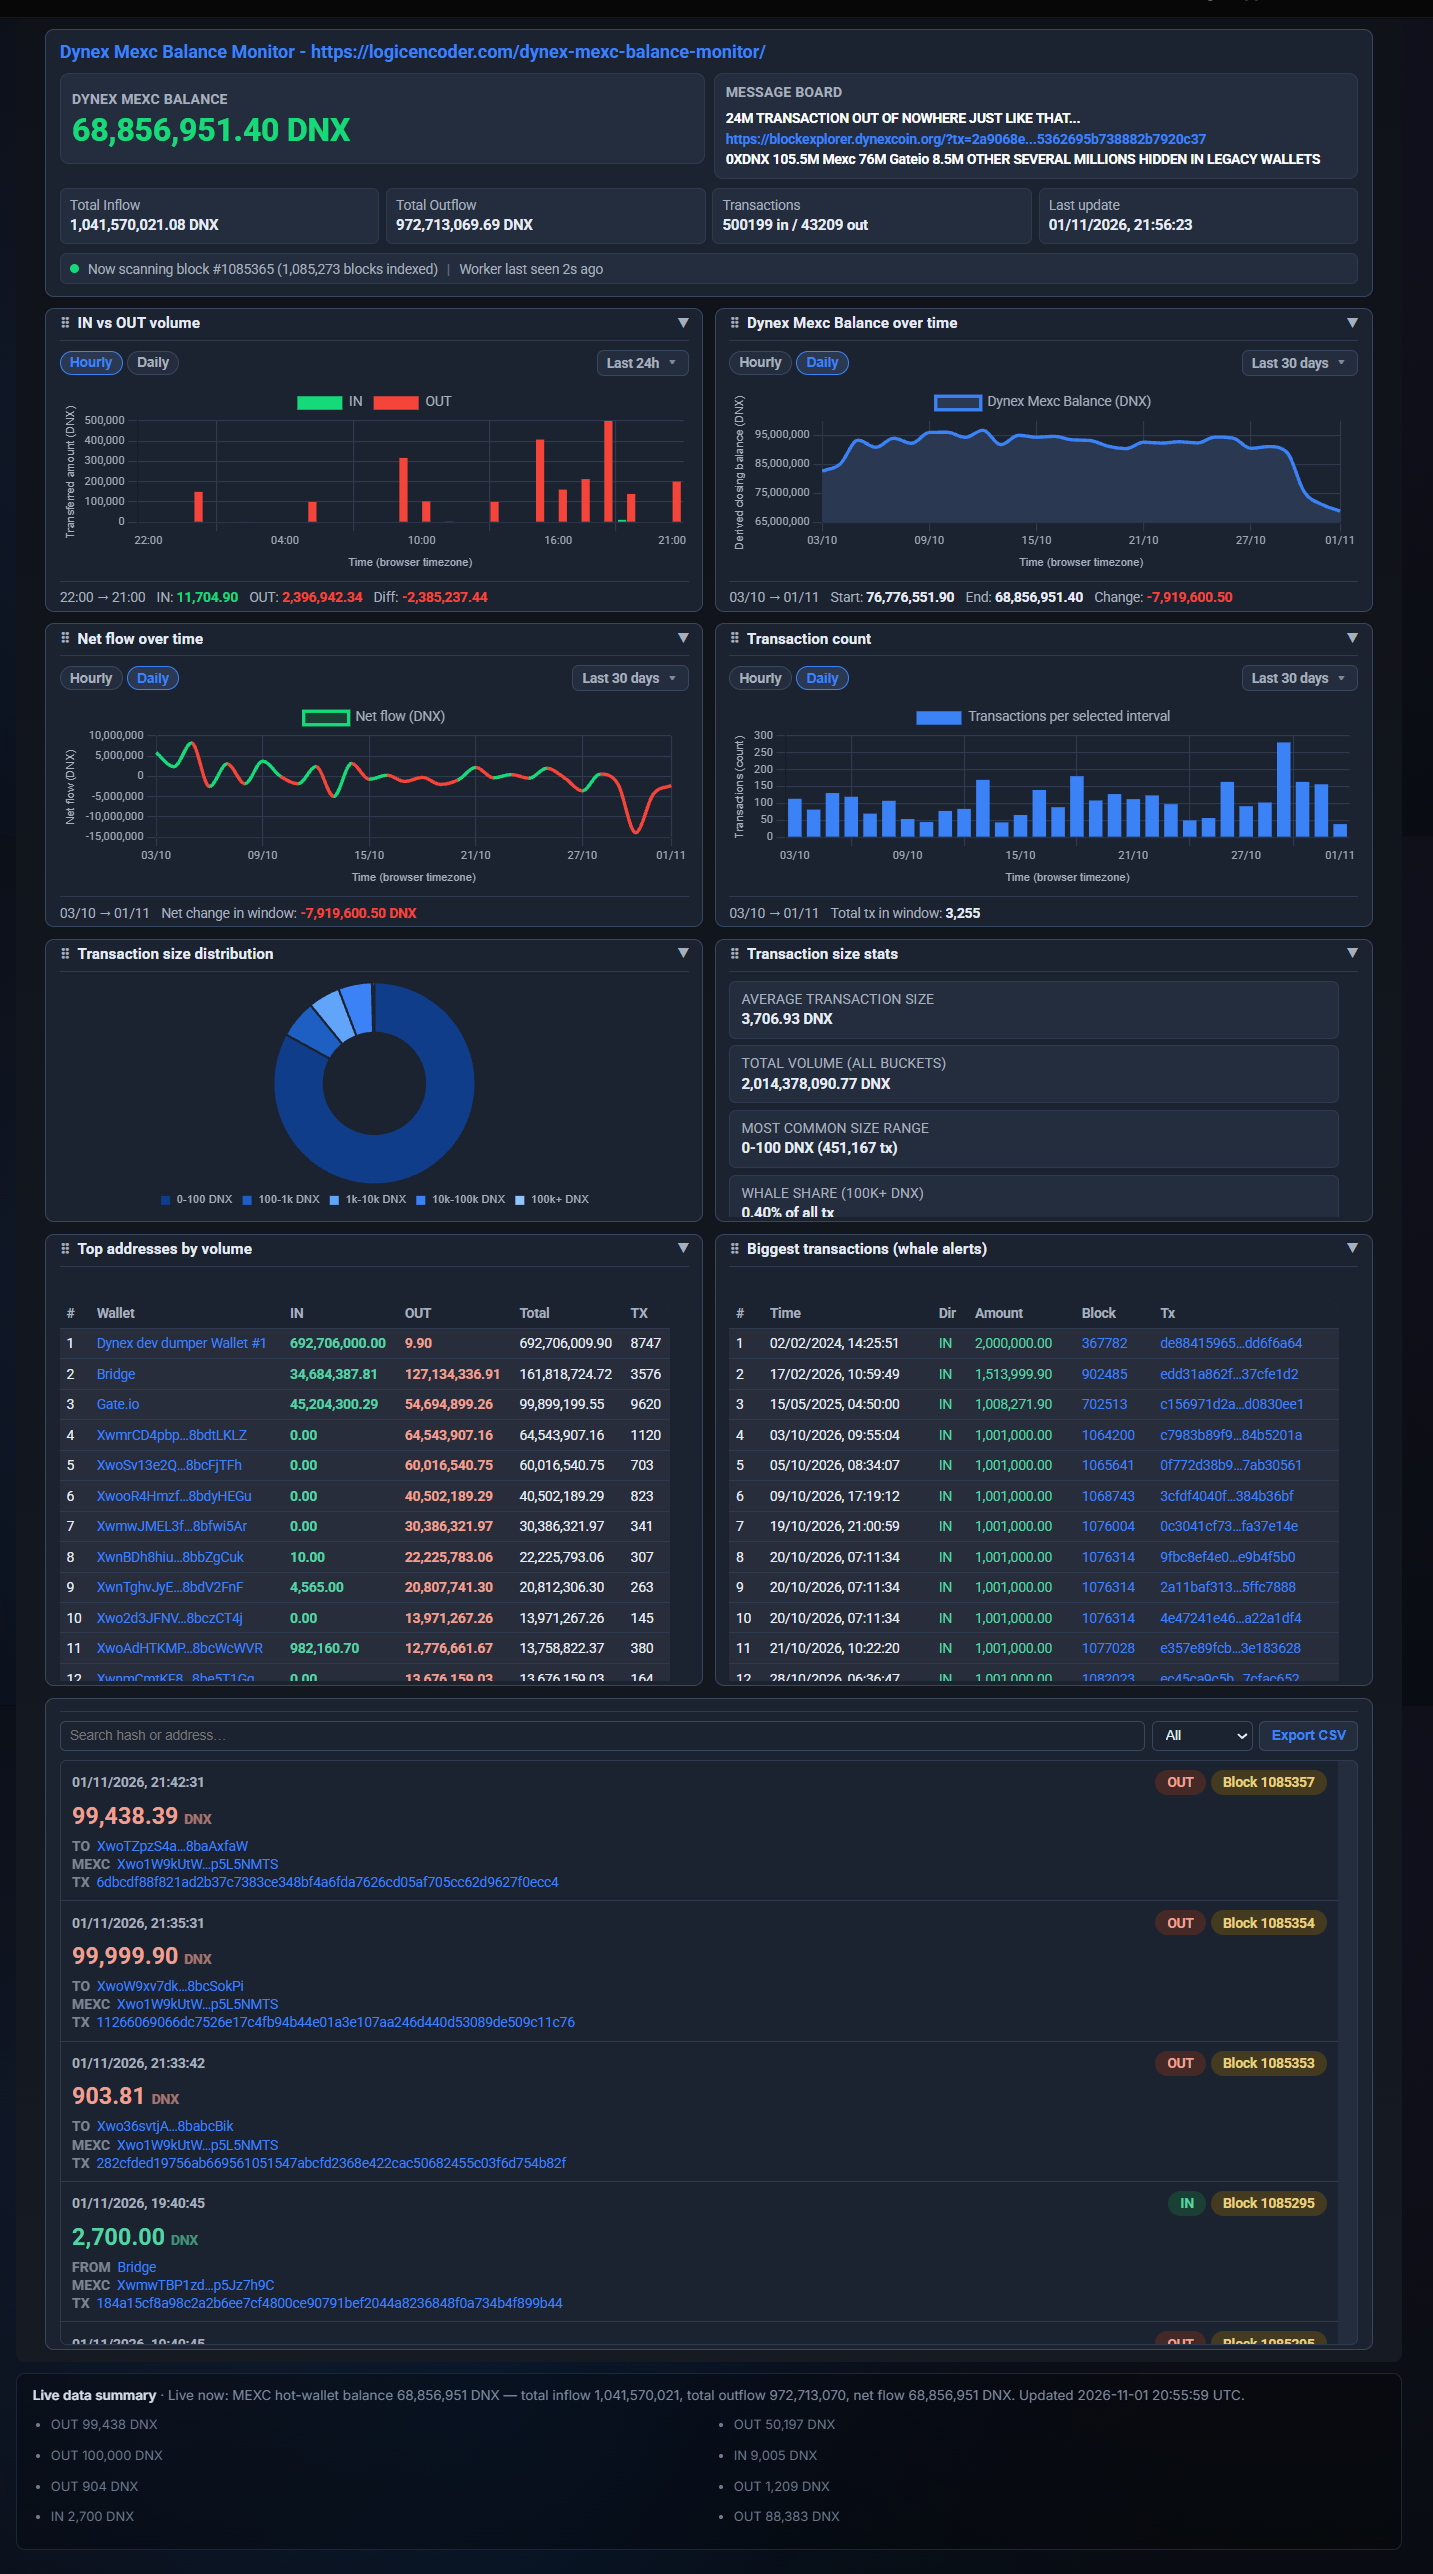 Dynex Mexc Balance Monitor - https://logicencoder.com/dynex-mexc-balance-monitor/
DYNEX MEXC BALANCE
68,856,951.40 DNX
MESSAGE BOARD
24M TRANSACTION OUT OF NOWHERE JUST LIKE THAT...
https://blockexplorer.dynexcoin.org/?tx=2a9068e...5362695b738882b7920c37
0XDNX 105.5M Mexc 76M Gateio 8.5M OTHER SEVERAL MILLIONS HIDDEN IN LEGACY WALLETS
Total Inflow
1,041,570,021.08 DNX
Total Outflow
972,713,069.69 DNX
Transactions
500199 in / 43209 out
Last update
01/11/2026, 21:56:23
Now scanning block #1085365 (1,085,273 blocks indexed) | Worker last seen 2s ago
IN vs OUT volume
Hourly Daily
Last 24h
IN OUT
Transferred amount (DNX)
500,000
400,000
300,000
200,000
100,000
0
22:00 04:00 10:00 16:00 21:00
Time (browser timezone)
22:00 → 21:00 IN: 11,704.90 OUT: 2,396,942.34 Diff: -2,385,237.44
Dynex Mexc Balance over time
Hourly Daily
Last 30 days
Dynex Mexc Balance (DNX)
Derived closing balance (DNX)
95,000,000
85,000,000
75,000,000
65,000,000
03/10 09/10 15/10 21/10 27/10 01/11
Time (browser timezone)
03/10 → 01/11 Start: 76,776,551.90 End: 68,856,951.40 Change: -7,919,600.50
Net flow over time
Hourly Daily
Last 30 days
Net flow (DNX)
Net flow (DNX)
10,000,000
5,000,000
0
-5,000,000
-10,000,000
-15,000,000
03/10 09/10 15/10 21/10 27/10 01/11
Time (browser timezone)
03/10 → 01/11 Net change in window: -7,919,600.50 DNX
Transaction count
Hourly Daily
Last 30 days
Transactions per selected interval
Transactions (count)
300
250
200
150
100
50
0
03/10 09/10 15/10 21/10 27/10 01/11
Time (browser timezone)
03/10 → 01/11 Total tx in window: 3,255
Transaction size distribution
0-100 DNX 100-1k DNX 1k-10k DNX 10k-100k DNX 100k+ DNX
Transaction size stats
AVERAGE TRANSACTION SIZE
3,706.93 DNX
TOTAL VOLUME (ALL BUCKETS)
2,014,378,090.77 DNX
MOST COMMON SIZE RANGE
0-100 DNX (451,167 tx)
WHALE SHARE (100K+ DNX)
0.40% of all tx
Top addresses by volume
# Wallet IN OUT Total TX
1 Dynex dev dumper Wallet #1 692,706,000.00 9.90 692,706,009.90 8747
2 Bridge 34,684,387.81 127,134,336.91 161,818,724.72 3576
3 Gate.io 45,204,300.29 54,694,899.26 99,899,199.55 9620
4 XwmrCD4pbp...8bdtLKLZ 0.00 64,543,907.16 64,543,907.16 1120
5 XwoSv13e2Q...8bcFjTFh 0.00 60,016,540.75 60,016,540.75 703
6 XwooR4Hmzf...8bdyHEGu 0.00 40,502,189.29 40,502,189.29 823
7 XwmwJMEL3f...8bfwi5Ar 0.00 30,386,321.97 30,386,321.97 341
8 XwnBDh8hiu...8bbZgCuk 10.00 22,225,783.06 22,225,793.06 307
9 XwnTghvJyE...8bdV2FnF 4,565.00 20,807,741.30 20,812,306.30 263
10 Xwo2d3JFNV...8bczCT4j 0.00 13,971,267.26 13,971,267.26 145
11 XwoAdHTKMP...8bcWcWVR 982,160.70 12,776,661.67 13,758,822.37 380
12 XwnmCmtKF8...8be5T1Gg 0.00 13,676,159.03 13,676,159.03 164
Biggest transactions (whale alerts)
# Time Dir Amount Block Tx
1 02/02/2024, 14:25:51 IN 2,000,000.00 367782 de88415965...dd6f6a64
2 17/02/2026, 10:59:49 IN 1,513,999.90 902485 edd31a862f...37cfe1d2
3 15/05/2025, 04:50:00 IN 1,008,271.90 702513 c156971d2a...d0830ee1
4 03/10/2026, 09:55:04 IN 1,001,000.00 1064200 c7983b89f9...84b5201a
5 05/10/2026, 08:34:07 IN 1,001,000.00 1065641 0f772d38b9...7ab30561
6 09/10/2026, 17:19:12 IN 1,001,000.00 1068743 3cfdf4040f...384b36bf
7 19/10/2026, 21:00:59 IN 1,001,000.00 1076004 0c3041cf73...fa37e14e
8 20/10/2026, 07:11:34 IN 1,001,000.00 1076314 9fbc8ef4e0...e9b4f5b0
9 20/10/2026, 07:11:34 IN 1,001,000.00 1076314 2a11baf313...5ffc7888
10 20/10/2026, 07:11:34 IN 1,001,000.00 1076314 4e47241e46...a22a1df4
11 21/10/2026, 10:22:20 IN 1,001,000.00 1077028 e357e89fcb...3e183628
12 28/10/2026, 06:36:47 IN 1,001,000.00 1082023 ec45ca9c5b...7cfac652
Search hash or address...
All
Export CSV
01/11/2026, 21:42:31 OUT Block 1085357
99,438.39 DNX
TO XwoTZpzS4a...8baAxfaW
MEXC Xwo1W9kUtW...p5L5NMTS
TX 6dbcdf88f821ad2b37c7383ce348bf4a6fda7626cd05af705cc62d9627f0ecc4
01/11/2026, 21:35:31 OUT Block 1085354
99,999.90 DNX
TO XwoW9xv7dk...8bcSokPi
MEXC Xwo1W9kUtW...p5L5NMTS
TX 11266069066dc7526e17c4fb94b44e01a3e107aa246d440d53089de509c11c76
01/11/2026, 21:33:42 OUT Block 1085353
903.81 DNX
TO Xwo36svtjA...8babcBik
MEXC Xwo1W9kUtW...p5L5NMTS
TX 282cfded19756ab669561051547abcfd2368e422cac50682455c03f6d754b82f
01/11/2026, 19:40:45 IN Block 1085295
2,700.00 DNX
FROM Bridge
MEXC XwmwTBP1zd...p5Jz7h9C
TX 184a15cf8a98c2a2b6ee7cf4800ce90791bef2044a8236848f0a734b4f899b44
01/11/2026, 19:40:45 OUT Block 1085295
Live data summary · Live now: MEXC hot-wallet balance 68,856,951 DNX — total inflow 1,041,570,021, total outflow 972,713,070, net flow 68,856,951 DNX. Updated 2026-11-01 20:55:59 UTC.
• OUT 99,438 DNX
• OUT 50,197 DNX
• OUT 100,000 DNX
• IN 9,005 DNX
• OUT 904 DNX
• OUT 1,209 DNX
• IN 2,700 DNX
• OUT 88,383 DNX